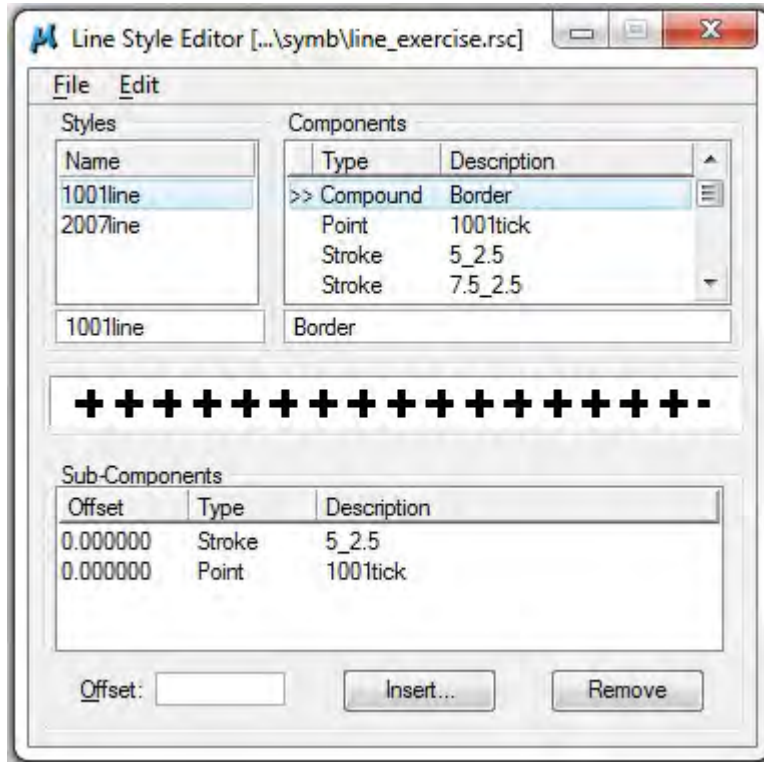 Line Style Editor [...\symb\line_exercise.rsc]
File Edit
Styles
Components
Name
Type Description
1001line
>> Compound Border
2007line
Point 1001tick
Stroke 5_2.5
Stroke 7.5_2.5
1001line
Border
Sub-Components
Offset Type Description
0.000000 Stroke 5_2.5
0.000000 Point 1001tick
Offset:
Insert...
Remove